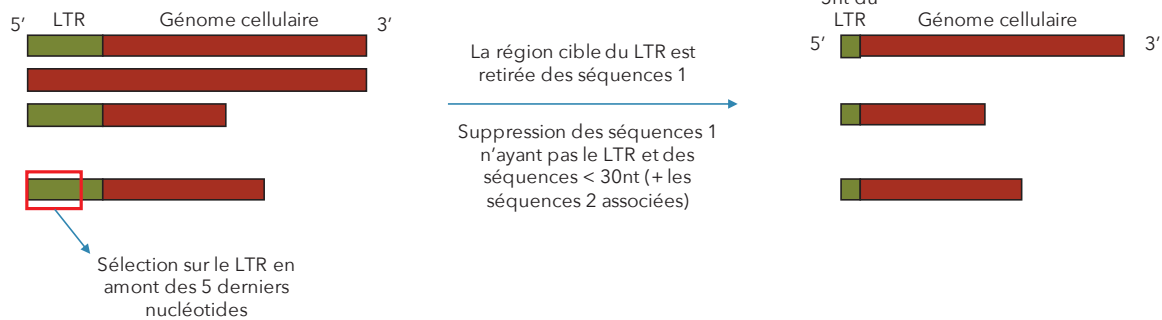 5' LTR Génome cellulaire 3'
La région cible du LTR est
retirée des séquences 1
Suppression des séquences 1
n'ayant pas le LTR et des
séquences < 30nt (+ les
séquences 2 associées)
Sélection sur le LTR en
amont des 5 derniers
nucléotides
LTR Génome cellulaire
5' 3'